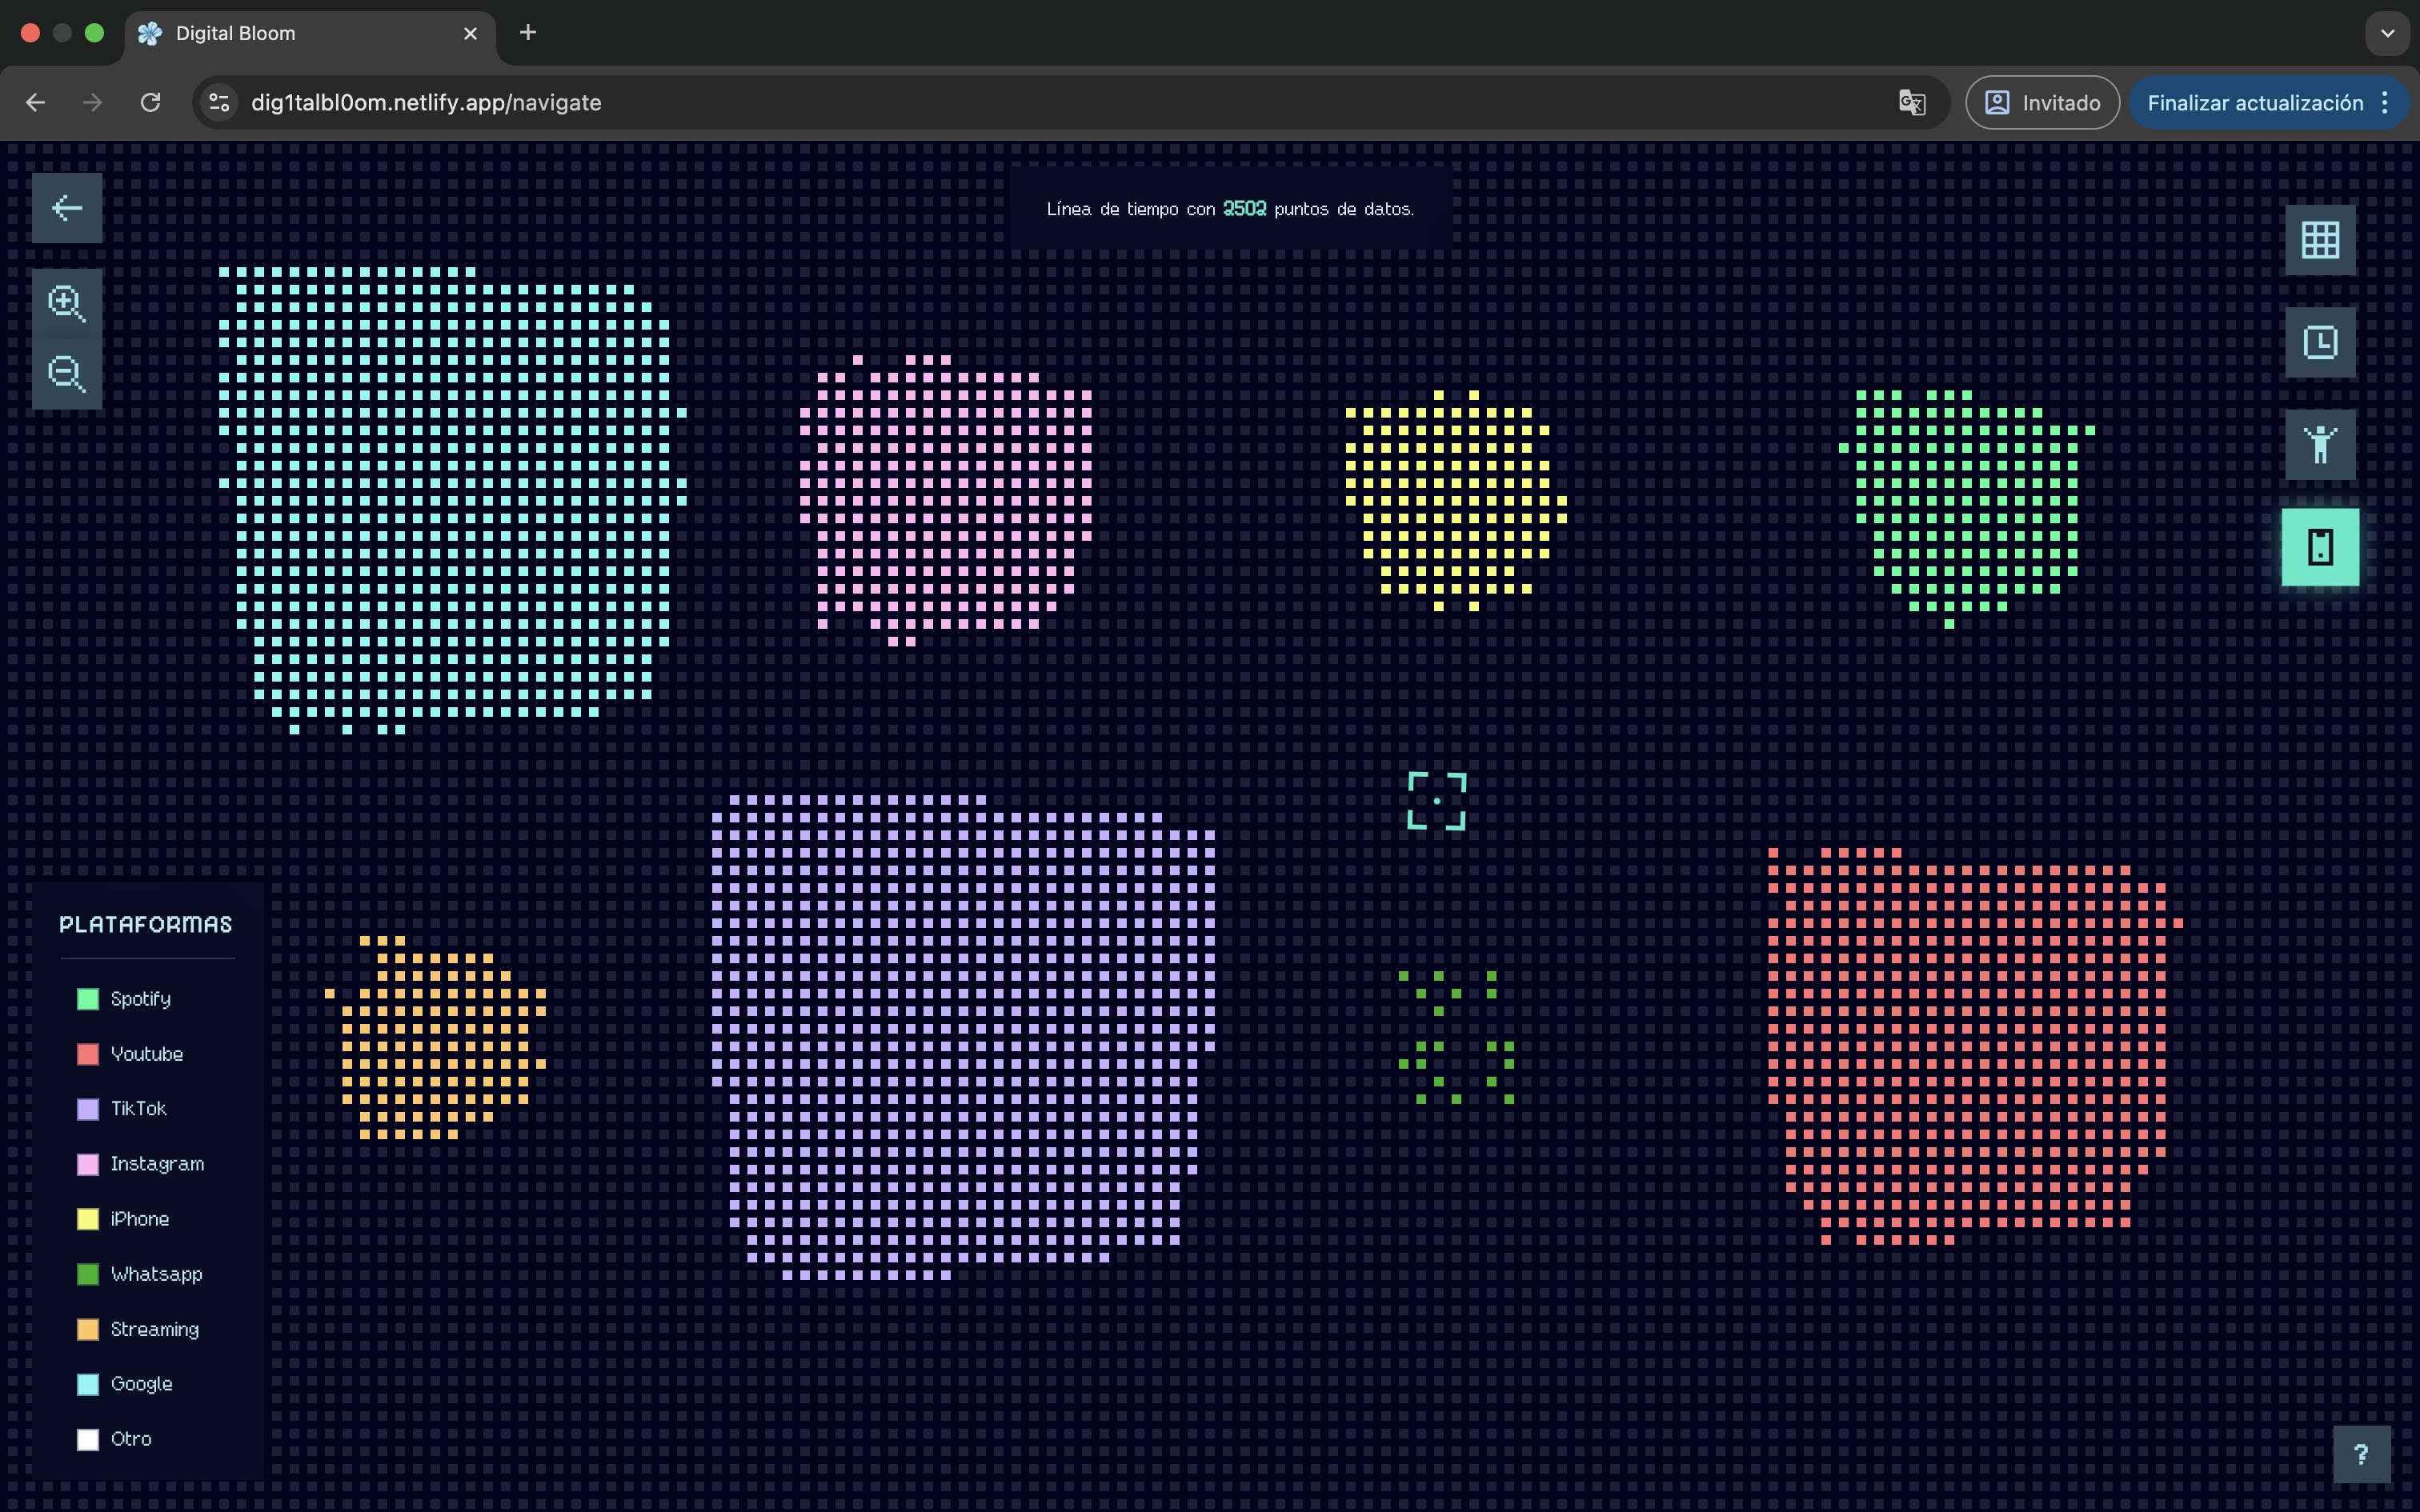 Digital Bloom
dig1talbl0om.netlify.app/navigate
Invitado
Finalizar actualización
Línea de tiempo con 2502 puntos de datos.
PLATAFORMAS
Spotify
Youtube
TikTok
Instagram
iPhone
Whatsapp
Streaming
Google
Otro
?